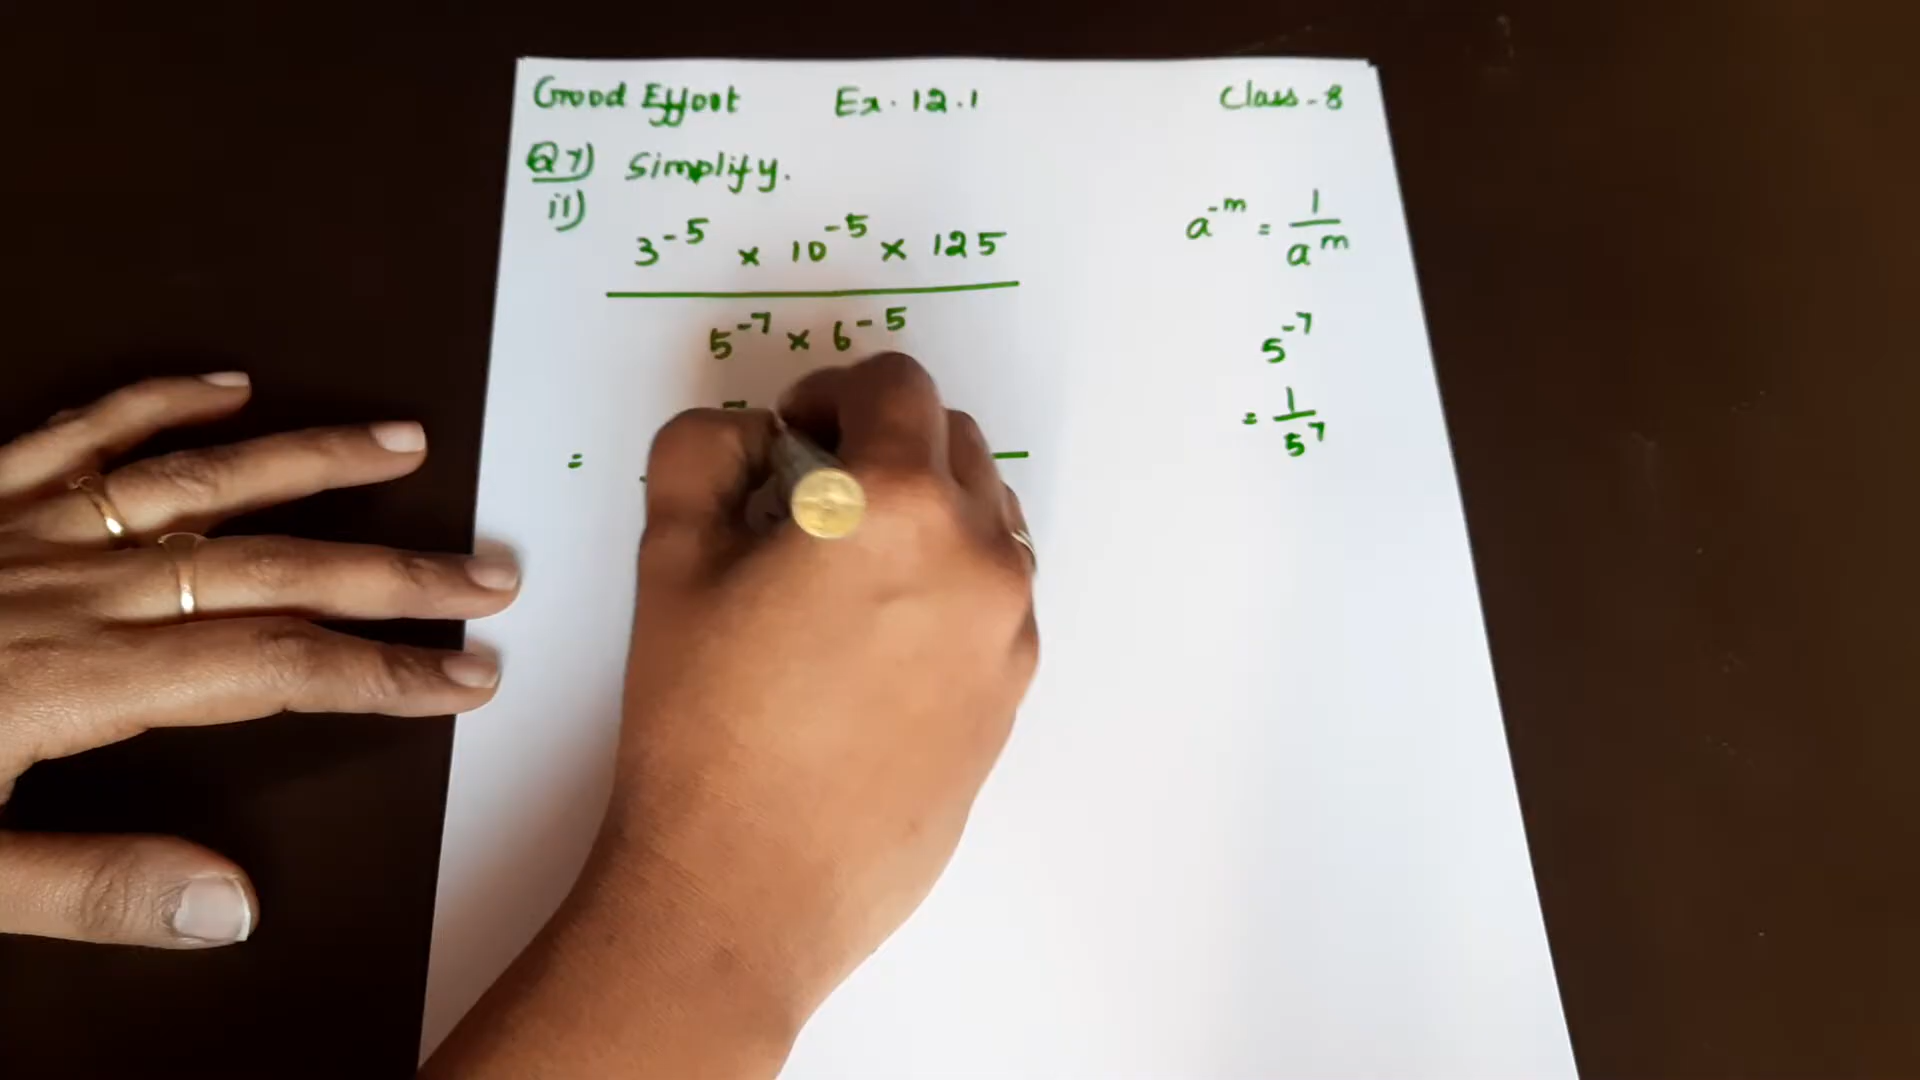 Good Effort Ex. 12.1 Class - 8
Q7) Simplify.
ii)
3^-5 × 10^-5 × 125
5^-7 × 6^-5
=
a^-m = 1/a^m
5^-7
= 1/5^7